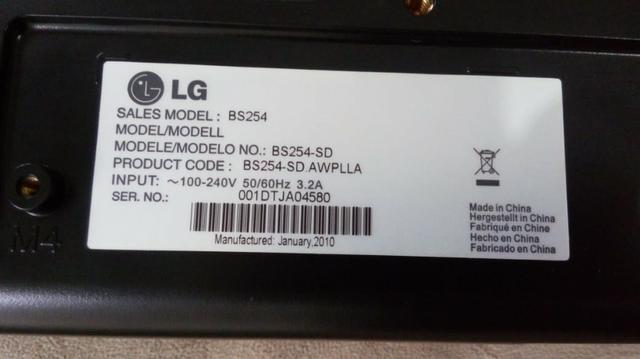 LG
SALES MODEL : BS254
MODEL/MODELL
MODELE/MODELO NO.: BS254-SD
PRODUCT CODE : BS254-SD.AWPLLA
INPUT: ~100-240V 50/60Hz 3.2A
SER. NO.: 001DTJA04580
Manufactured: January,2010
Made in China
Hergestellt in China
Fabriqué en Chine
Hecho en China
Fabricado en China
M4